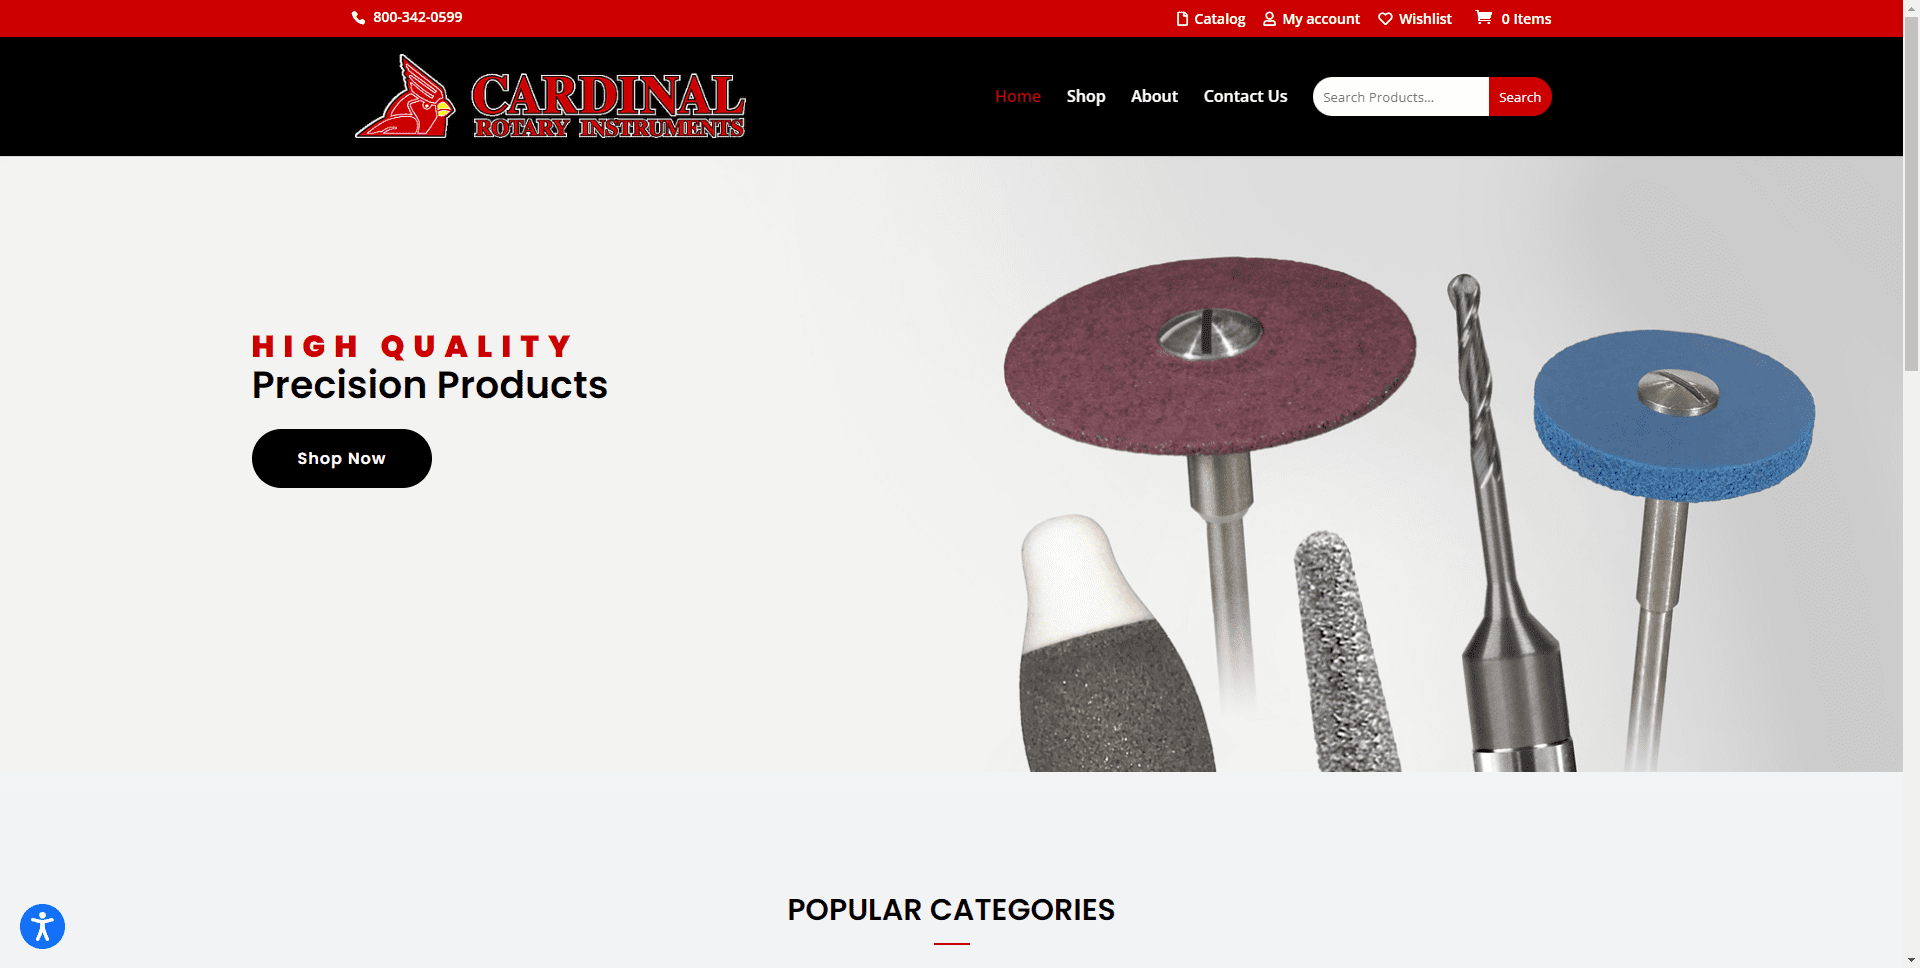 800-342-0599
Catalog
My account
Wishlist
0 Items
CARDINAL
ROTARY INSTRUMENTS
Home
Shop
About
Contact Us
Search Products...
Search
HIGH QUALITY
Precision Products
Shop Now
POPULAR CATEGORIES